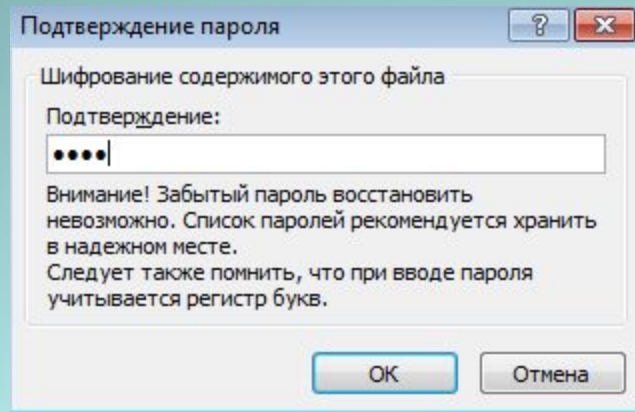 Подтверждение пароля
Шифрование содержимого этого файла
Подтверждение:
••••
Внимание! Забытый пароль восстановить
невозможно. Список паролей рекомендуется хранить
в надежном месте.
Следует также помнить, что при вводе пароля
учитывается регистр букв.
ОК
Отмена